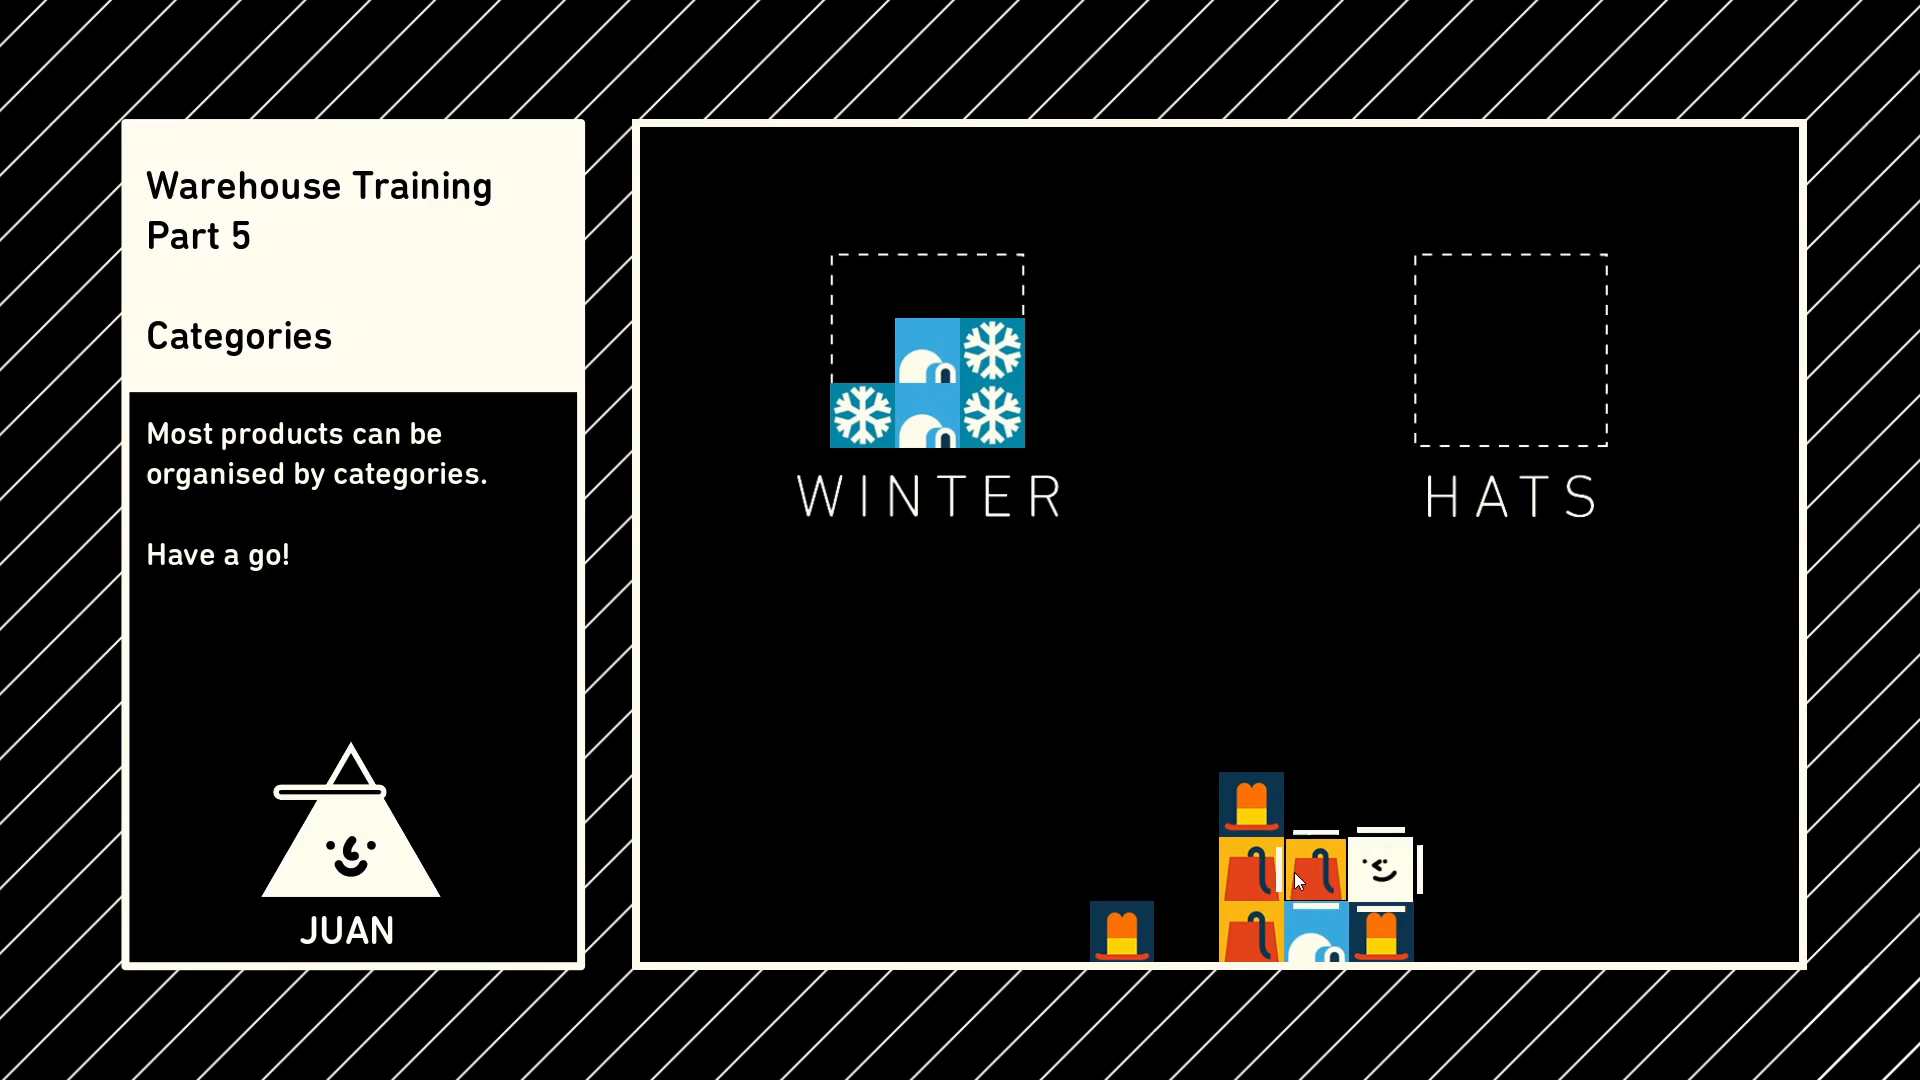 Warehouse Training
Part 5
Categories
Most products can be
organised by categories.
Have a go!
JUAN
WINTER
HATS